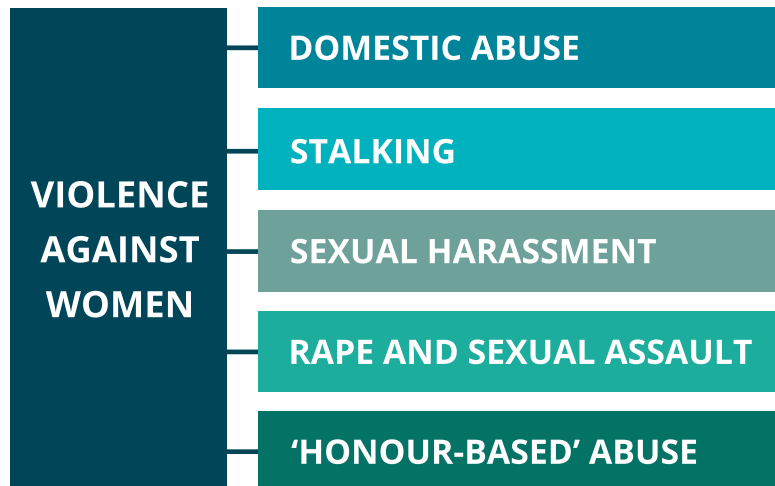 VIOLENCE
AGAINST
WOMEN
DOMESTIC ABUSE
STALKING
SEXUAL HARASSMENT
RAPE AND SEXUAL ASSAULT
‘HONOUR-BASED’ ABUSE